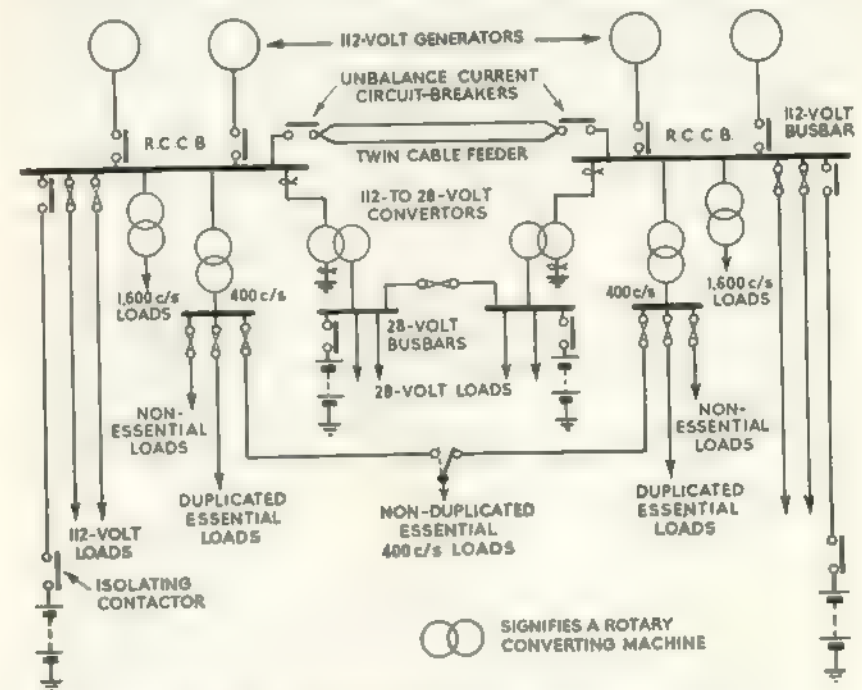 112-VOLT GENERATORS
UNBALANCE CURRENT
CIRCUIT-BREAKERS
R.C.C B
R.C.C B.
112-VOLT
BUSBAR
TWIN CABLE FEEDER
112-TO 28-VOLT
CONVERTORS
1,600 c/s
LOADS
400 c/s
400 c/s
1,600 c/s
LOADS
28-VOLT
BUSBARS
28-VOLT LOADS
NON-
ESSENTIAL
LOADS
NON-
ESSENTIAL
LOADS
DUPLICATED
ESSENTIAL
LOADS
NON-DUPLICATED
ESSENTIAL
400 c/s LOADS
DUPLICATED
ESSENTIAL
LOADS
112-VOLT
LOADS
ISOLATING
CONTACTOR
SIGNIFIES A ROTARY
CONVERTING MACHINE